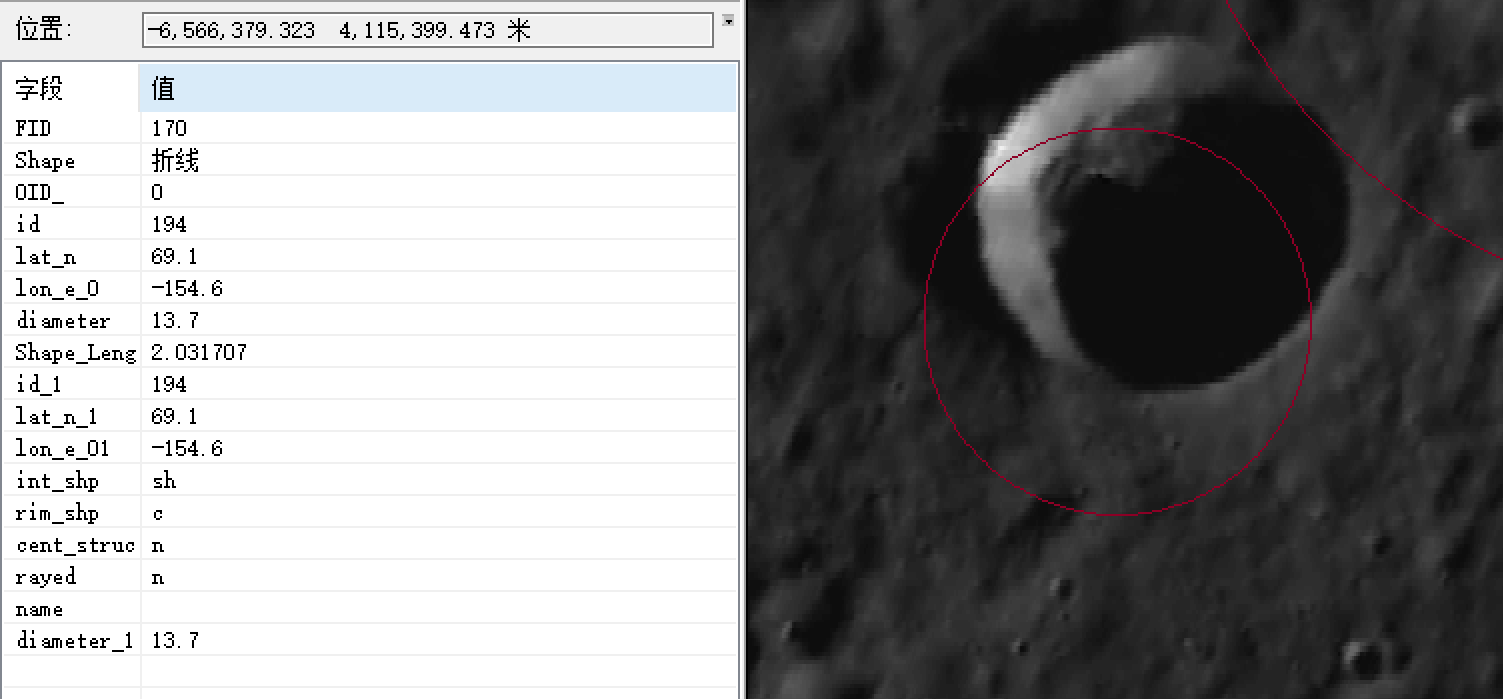 位置: -6,566,379.323 4,115,399.473 米
字段 值
FID 170
Shape 折线
OID_ 0
id 194
lat_n 69.1
lon_e_0 -154.6
diameter 13.7
Shape_Leng 2.031707
id_1 194
lat_n_1 69.1
lon_e_01 -154.6
int_shp sh
rim_shp c
cent_struc n
rayed n
name
diameter_1 13.7